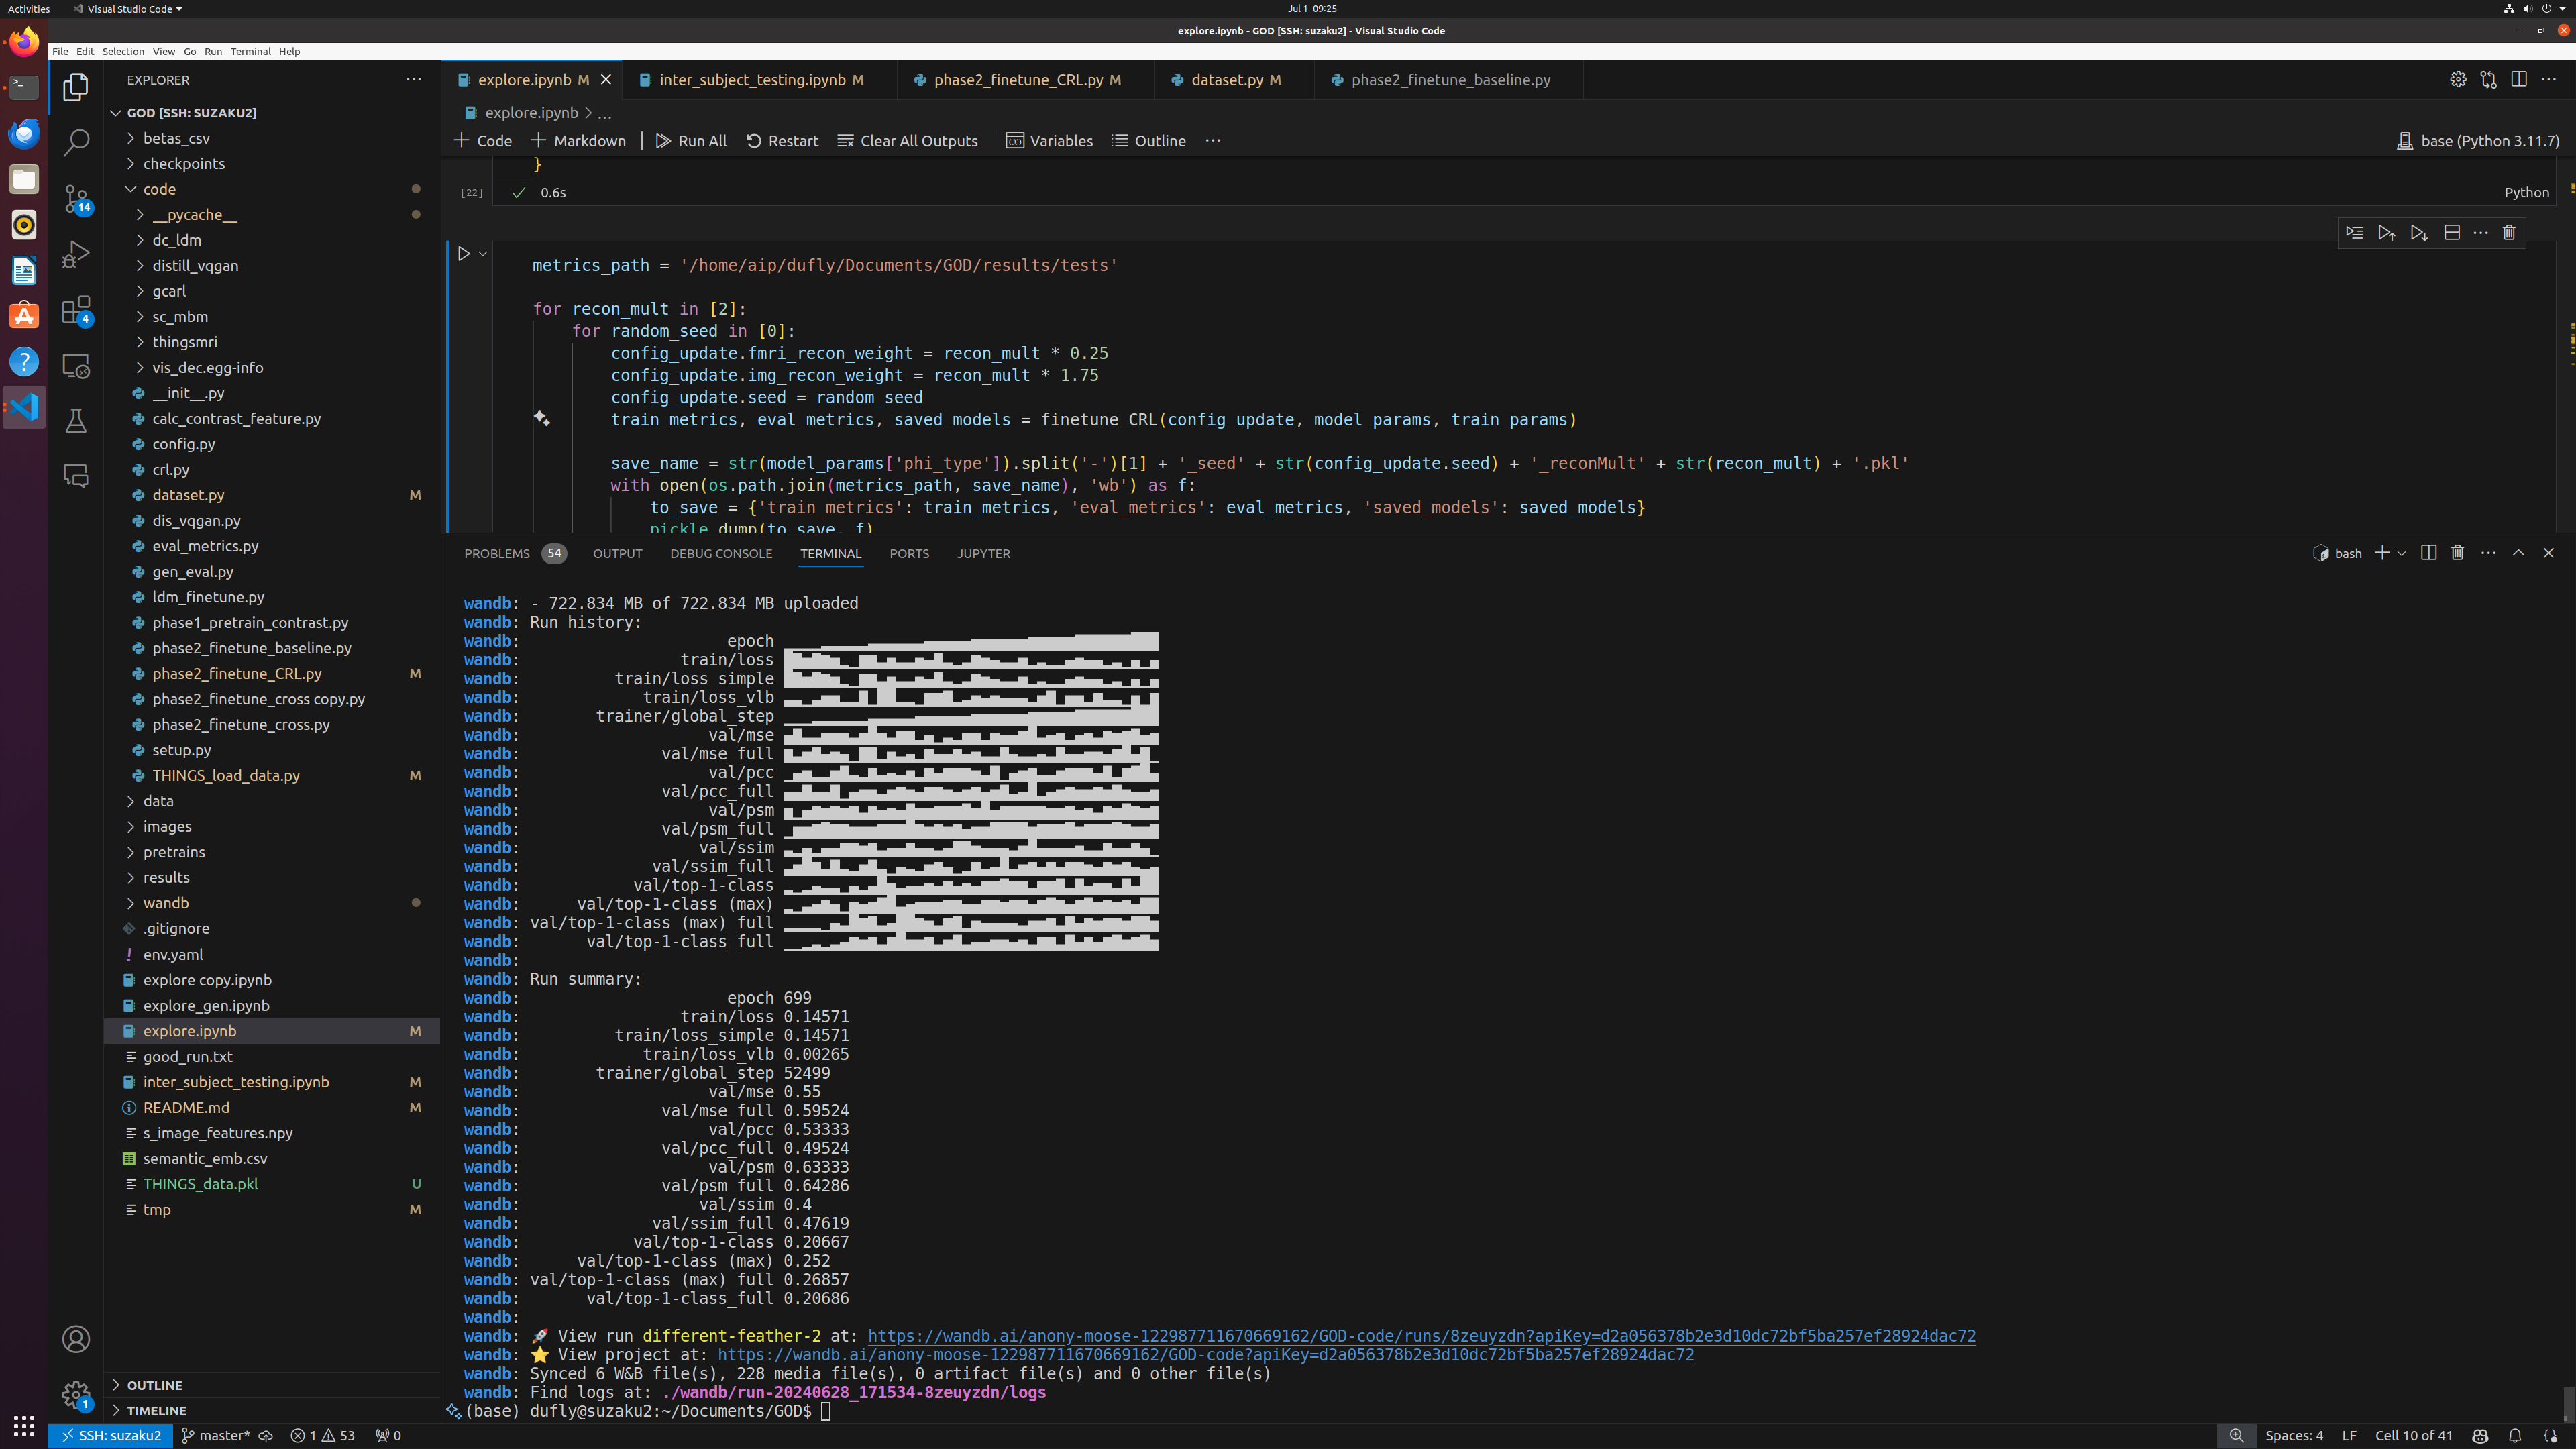 Activities
Visual Studio Code
Jul 1 09:25
explore.ipynb - GOD [SSH: suzaku2] - Visual Studio Code
File Edit Selection View Go Run Terminal Help
EXPLORER
GOD [SSH: SUZAKU2]
betas_csv
checkpoints
code
__pycache__
dc_ldm
distill_vqgan
gcarl
sc_mbm
thingsmri
vis_dec.egg-info
__init__.py
calc_contrast_feature.py
config.py
crl.py
dataset.py M
dis_vqgan.py
eval_metrics.py
gen_eval.py
ldm_finetune.py
phase1_pretrain_contrast.py
phase2_finetune_baseline.py
phase2_finetune_CRL.py M
phase2_finetune_cross copy.py
phase2_finetune_cross.py
setup.py
THINGS_load_data.py M
data
images
pretrains
results
wandb
.gitignore
env.yaml
explore copy.ipynb
explore_gen.ipynb
explore.ipynb M
good_run.txt
inter_subject_testing.ipynb M
README.md M
s_image_features.npy
semantic_emb.csv
THINGS_data.pkl U
tmp M
OUTLINE
TIMELINE
14
4
1
explore.ipynb M
inter_subject_testing.ipynb M
phase2_finetune_CRL.py M
dataset.py M
phase2_finetune_baseline.py
explore.ipynb > ...
Code
Markdown
Run All
Restart
Clear All Outputs
Variables
Outline
base (Python 3.11.7)
}
[22]
0.6s
Python
metrics_path = '/home/aip/dufly/Documents/GOD/results/tests'
for recon_mult in [2]:
for random_seed in [0]:
config_update.fmri_recon_weight = recon_mult * 0.25
config_update.img_recon_weight = recon_mult * 1.75
config_update.seed = random_seed
train_metrics, eval_metrics, saved_models = finetune_CRL(config_update, model_params, train_params)
save_name = str(model_params['phi_type']).split('-')[1] + '_seed' + str(config_update.seed) + '_reconMult' + str(recon_mult) + '.pkl'
with open(os.path.join(metrics_path, save_name), 'wb') as f:
to_save = {'train_metrics': train_metrics, 'eval_metrics': eval_metrics, 'saved_models': saved_models}
pickle.dump(to_save, f)
PROBLEMS 54
OUTPUT
DEBUG CONSOLE
TERMINAL
PORTS
JUPYTER
bash
wandb: - 722.834 MB of 722.834 MB uploaded
wandb: Run history:
wandb: epoch
wandb: train/loss
wandb: train/loss_simple
wandb: train/loss_vlb
wandb: trainer/global_step
wandb: val/mse
wandb: val/mse_full
wandb: val/pcc
wandb: val/pcc_full
wandb: val/psm
wandb: val/psm_full
wandb: val/ssim
wandb: val/ssim_full
wandb: val/top-1-class
wandb: val/top-1-class (max)
wandb: val/top-1-class (max)_full
wandb: val/top-1-class_full
wandb:
wandb: Run summary:
wandb: epoch 699
wandb: train/loss 0.14571
wandb: train/loss_simple 0.14571
wandb: train/loss_vlb 0.00265
wandb: trainer/global_step 52499
wandb: val/mse 0.55
wandb: val/mse_full 0.59524
wandb: val/pcc 0.53333
wandb: val/pcc_full 0.49524
wandb: val/psm 0.63333
wandb: val/psm_full 0.64286
wandb: val/ssim 0.4
wandb: val/ssim_full 0.47619
wandb: val/top-1-class 0.20667
wandb: val/top-1-class (max) 0.252
wandb: val/top-1-class (max)_full 0.26857
wandb: val/top-1-class_full 0.20686
wandb:
wandb: 🚀 View run different-feather-2 at: https://wandb.ai/anony-moose-122987711670669162/GOD-code/runs/8zeuyzdn?apiKey=d2a056378b2e3d10dc72bf5ba257ef28924dac72
wandb: ⭐ View project at: https://wandb.ai/anony-moose-122987711670669162/GOD-code?apiKey=d2a056378b2e3d10dc72bf5ba257ef28924dac72
wandb: Synced 6 W&B file(s), 228 media file(s), 0 artifact file(s) and 0 other file(s)
wandb: Find logs at: ./wandb/run-20240628_171534-8zeuyzdn/logs
(base) dufly@suzaku2:~/Documents/GOD$
SSH: suzaku2
master*
1
53
0
Spaces: 4
LF
Cell 10 of 41